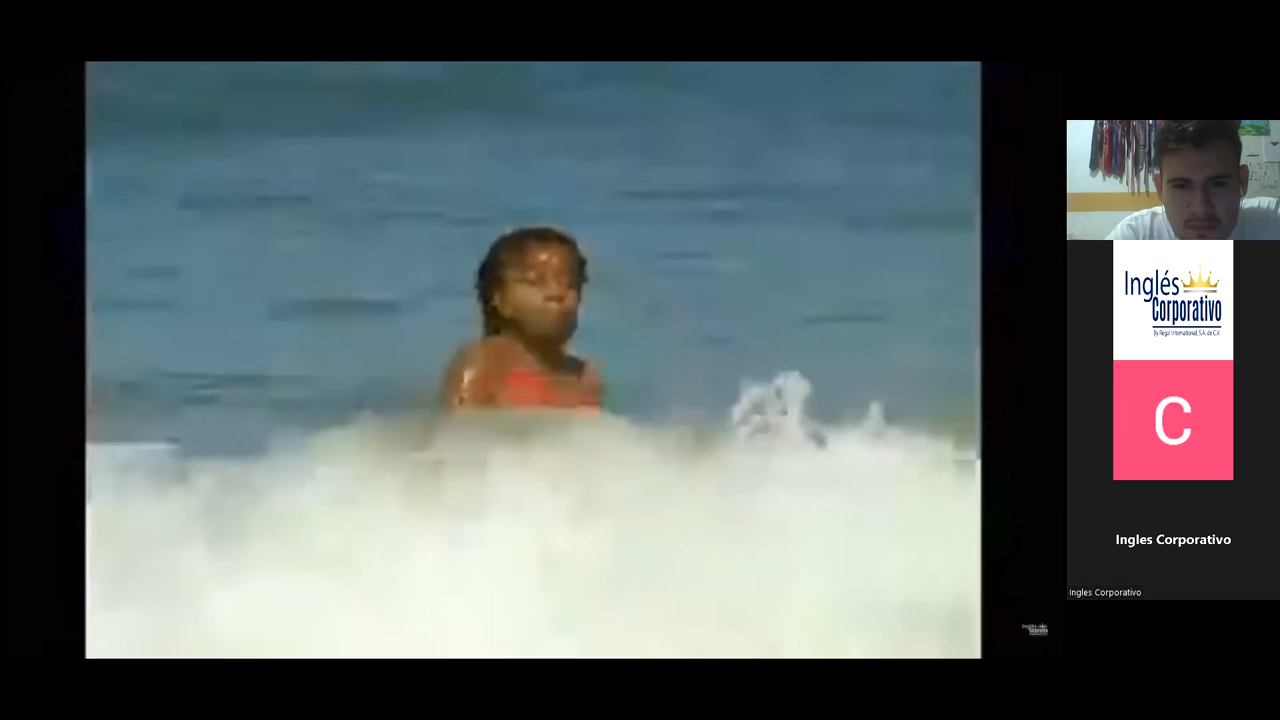 Inglés
Corporativo
By Regal International, S.A. de C.V.
C
Ingles Corporativo
Ingles Corporativo